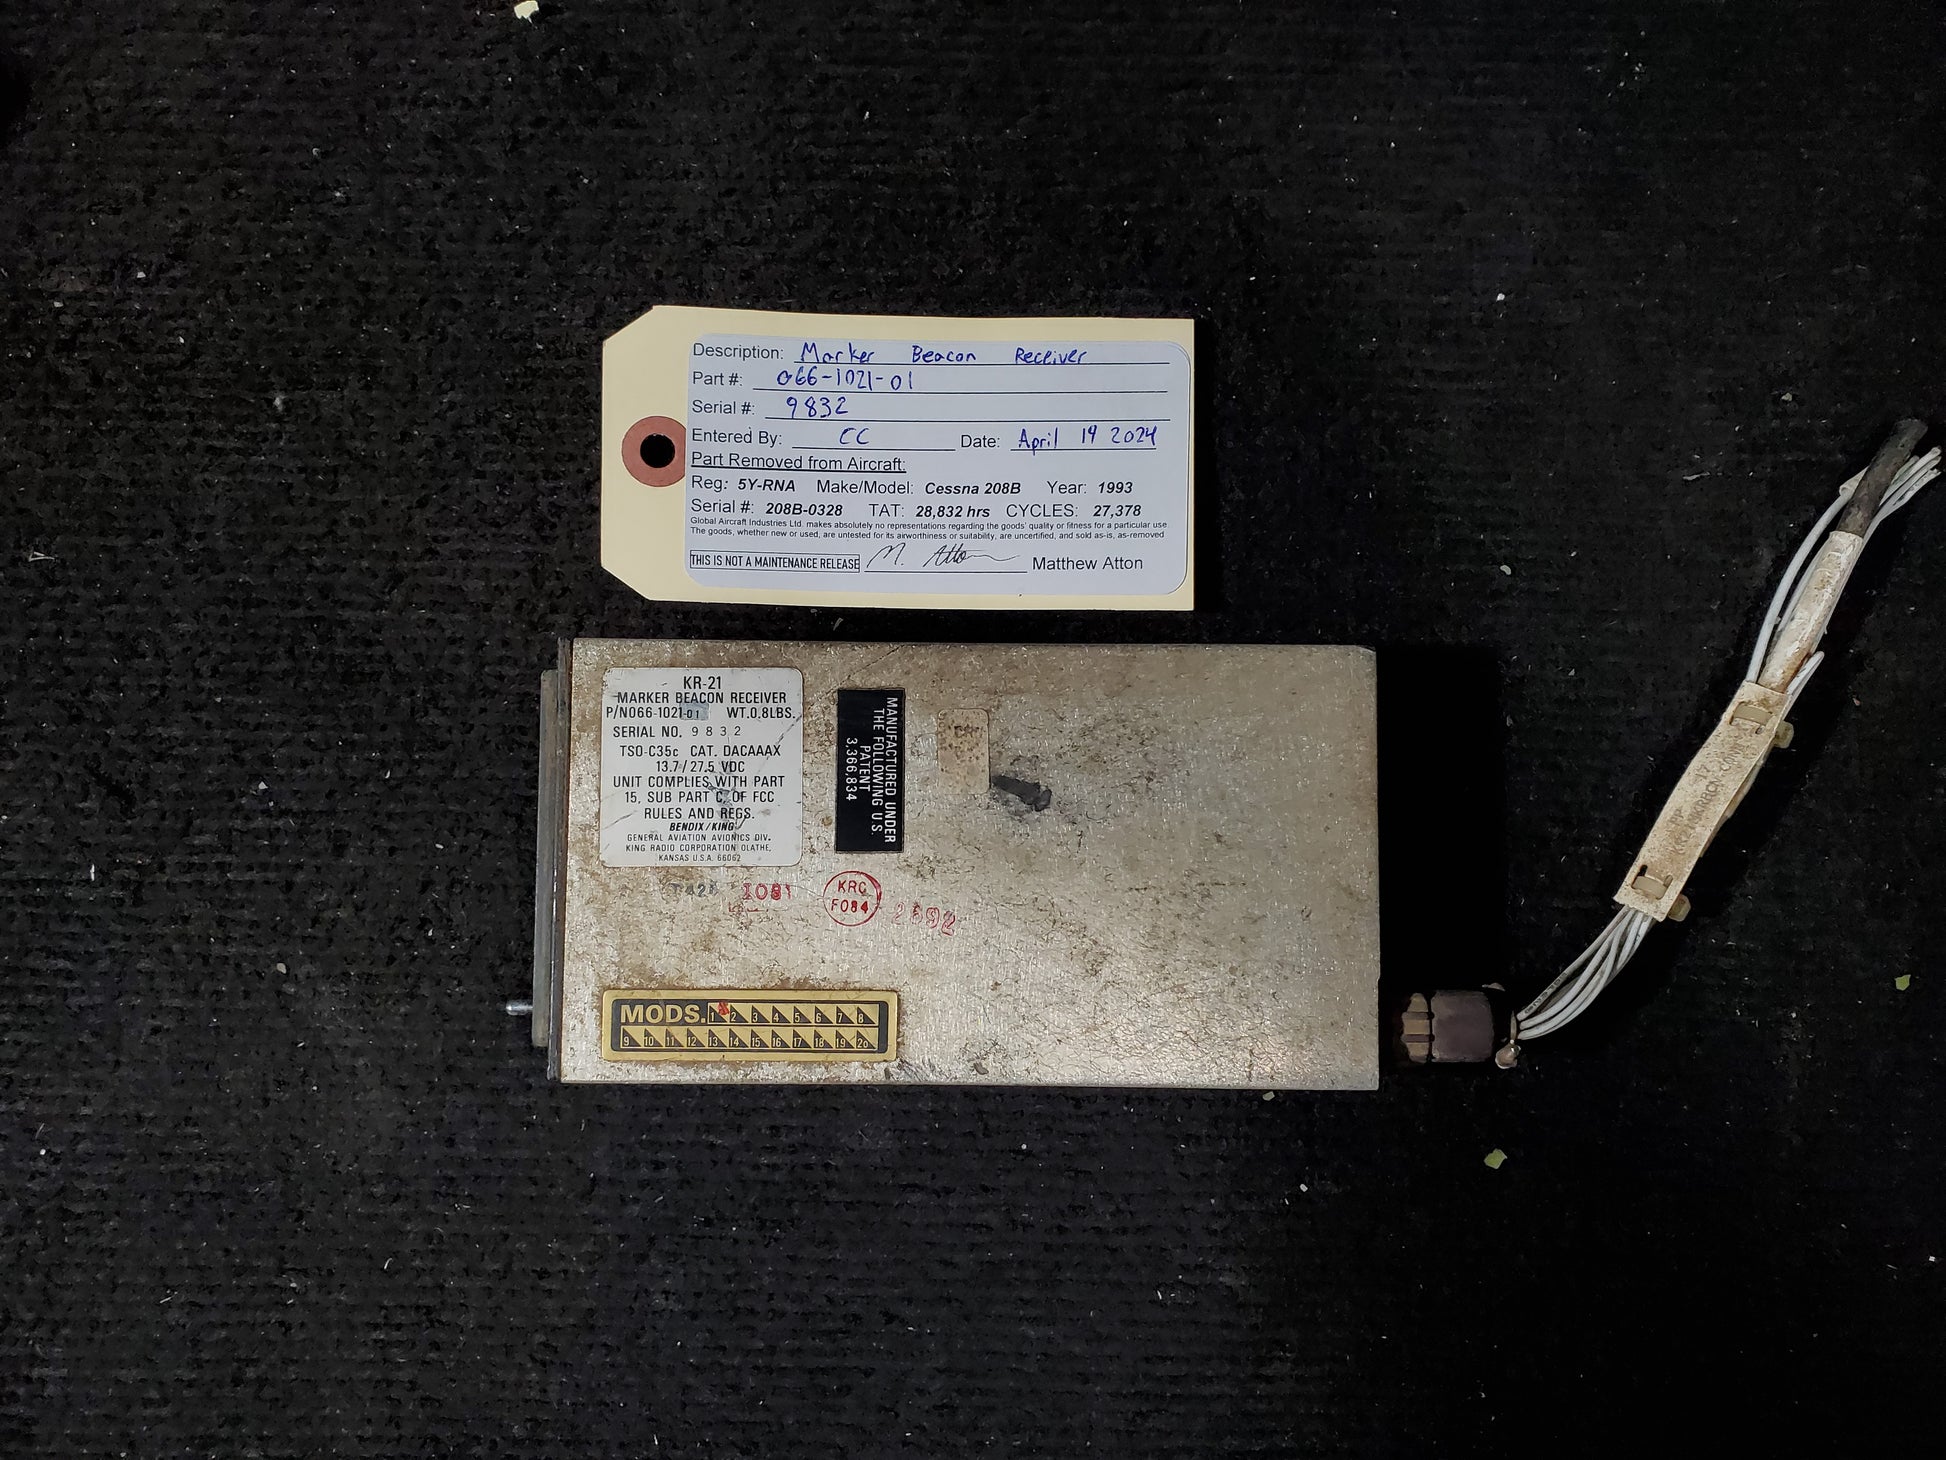 Description: Marker Beacon Receiver
Part #: 066-1021-01
Serial #: 9832
Entered By: CC Date: April 19 2024
Part Removed from Aircraft:
Reg: 5Y-RNA Make/Model: Cessna 208B Year: 1993
Serial #: 208B-0328 TAT: 28,832 hrs CYCLES: 27,378
Global Aircraft Industries Ltd. makes absolutely no representations regarding the goods' quality or fitness for a particular use
The goods, whether new or used, are untested for its airworthiness or suitability, are uncertified, and sold as-is, as-removed
THIS IS NOT A MAINTENANCE RELEASE M. Atton Matthew Atton
KR-21
MARKER BEACON RECEIVER
P/N066-1021-01 WT.0.8LBS.
SERIAL NO. 9832
TSO-C35c CAT. DACAAAX
13.7/27.5 VDC
UNIT COMPLIES WITH PART
15, SUB PART C, OF FCC
RULES AND REGS.
BENDIX/KING
GENERAL AVIATION AVIONICS DIV.
KING RADIO CORPORATION OLATHE,
KANSAS U.S.A. 66062
MANUFACTURED UNDER
THE FOLLOWING U.S.
PATENT
3,366,834
1081
KRC
F084
MODS. 1 2 3 4 5 6 7 8
9 10 11 12 13 14 15 16 17 18 19 20